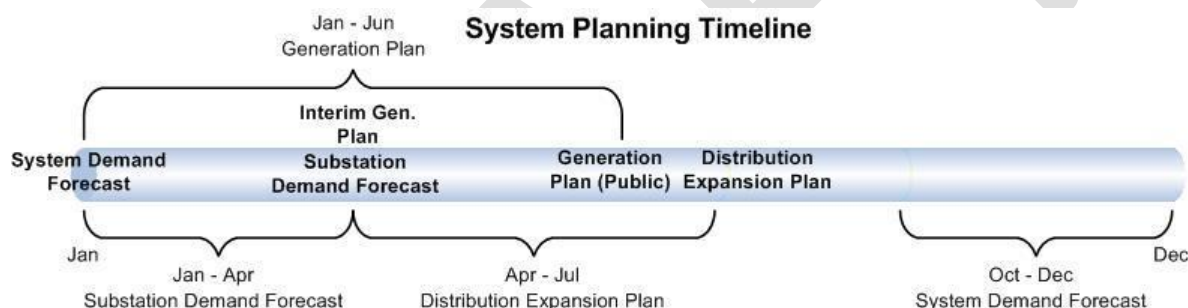 System Planning Timeline
Jan - Jun
Generation Plan
Interim Gen.
Plan
System Demand
Forecast
Substation
Demand Forecast
Generation
Plan (Public)
Distribution
Expansion Plan
Jan
Dec
Jan - Apr
Substation Demand Forecast
Apr - Jul
Distribution Expansion Plan
Oct - Dec
System Demand Forecast